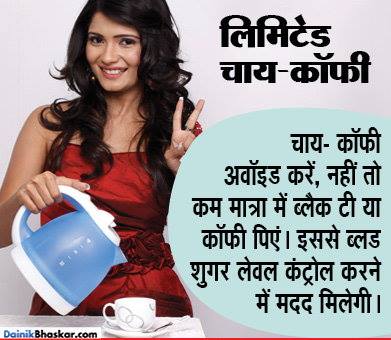 लिमिटेड
चाय-कॉफी
चाय- कॉफी
अवॉइड करें, नहीं तो
कम मात्रा में ब्लैक टी या
कॉफी पिएं। इससे ब्लड
शुगर लेवल कंट्रोल करने
में मदद मिलेगी।
DainikBhaskar.com